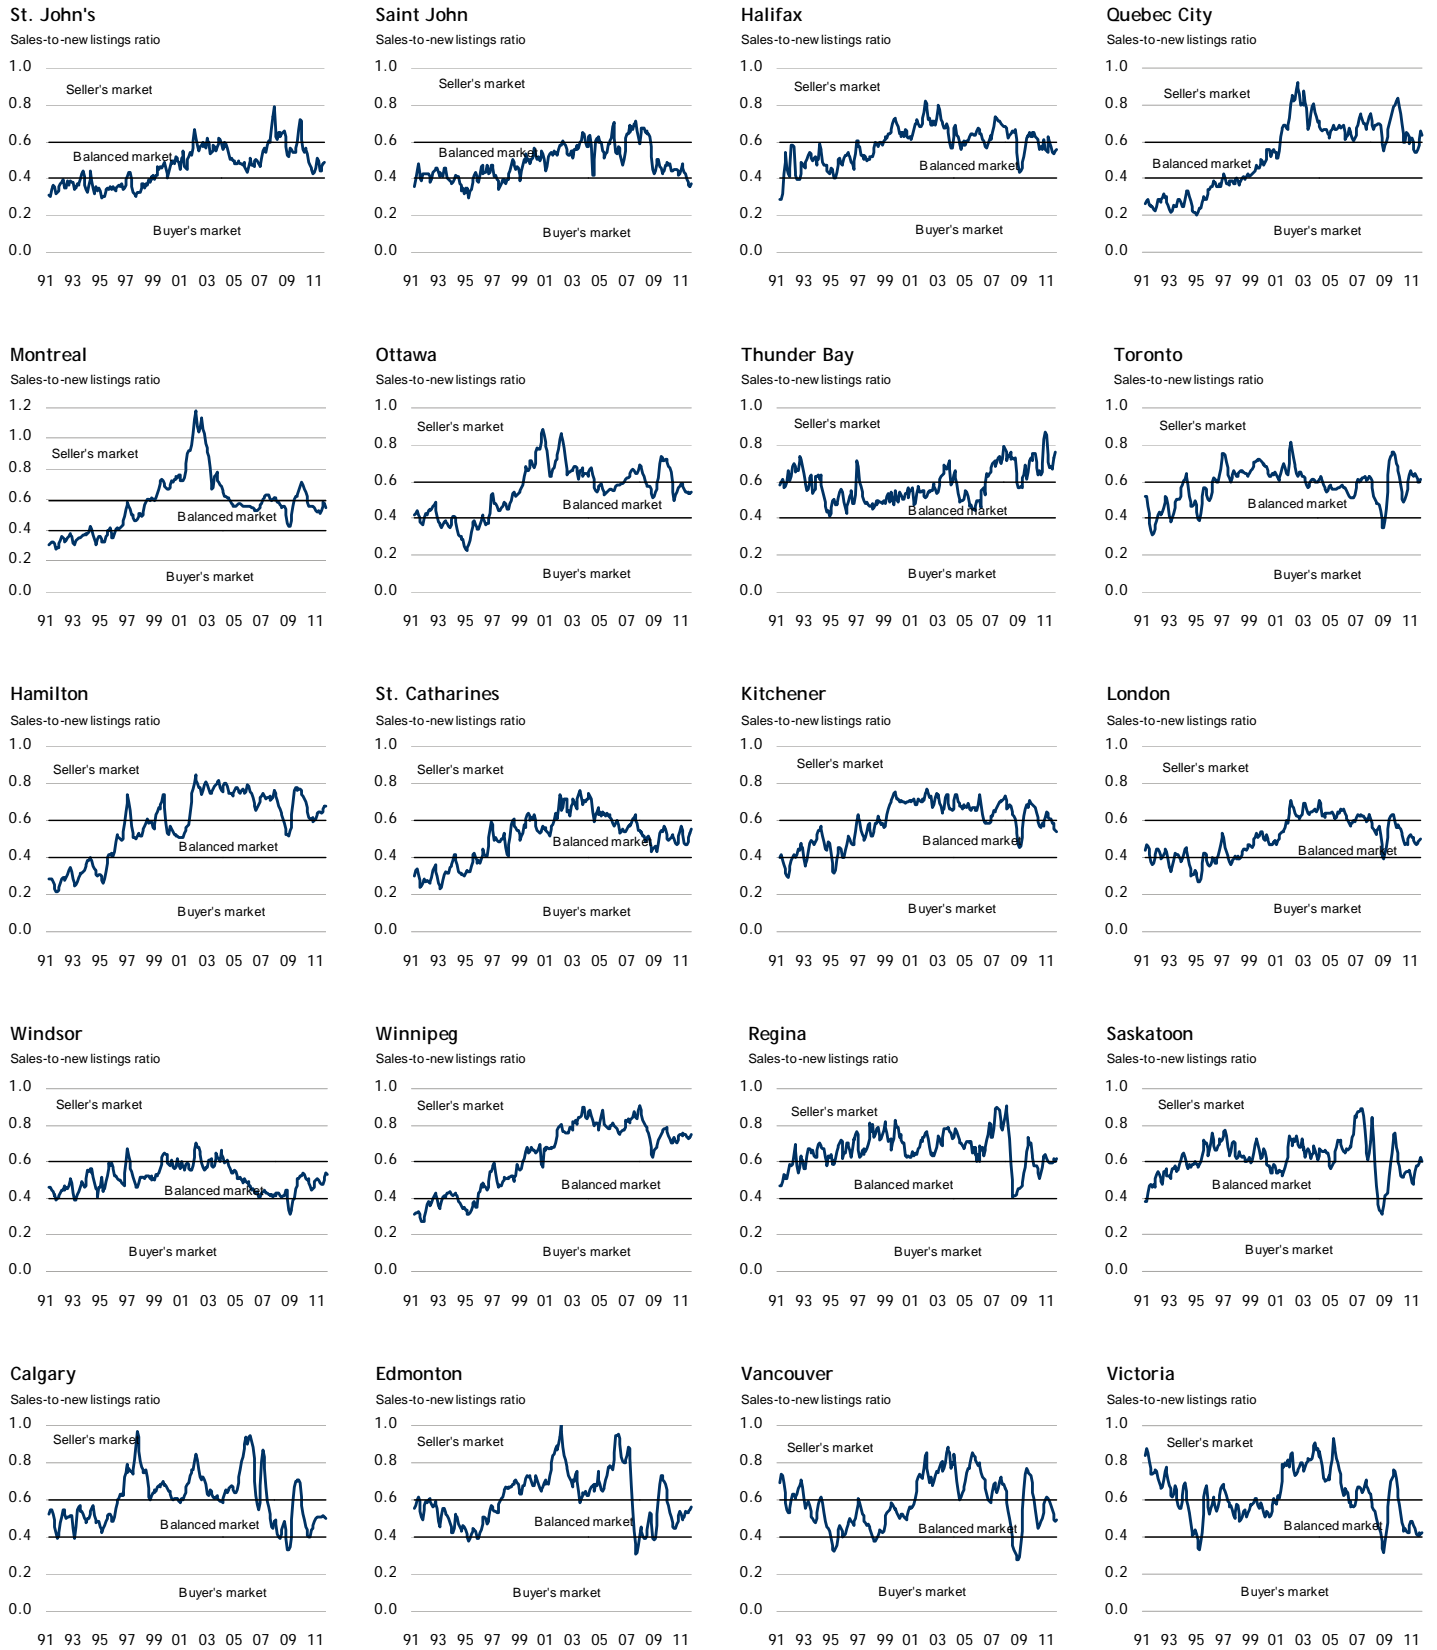 St. John's
Sales-to-new listings ratio
1.0
Seller's market
0.8
0.6
Balanced market
0.4
0.2
Buyer's market
0.0
91 93 95 97 99 01 03 05 07 09 11
Saint John
Sales-to-new listings ratio
1.0
Seller's market
0.8
0.6
Balanced market
0.4
0.2
Buyer's market
0.0
91 93 95 97 99 01 03 05 07 09 11
Halifax
Sales-to-new listings ratio
1.0
Seller's market
0.8
0.6
Balanced market
0.4
0.2
Buyer's market
0.0
91 93 95 97 99 01 03 05 07 09 11
Quebec City
Sales-to-new listings ratio
1.0
Seller's market
0.8
0.6
Balanced market
0.4
0.2
Buyer's market
0.0
91 93 95 97 99 01 03 05 07 09 11
Montreal
Sales-to-new listings ratio
1.2
1.0
Seller's market
0.8
0.6
Balanced market
0.4
0.2
Buyer's market
0.0
91 93 95 97 99 01 03 05 07 09 11
Ottawa
Sales-to-new listings ratio
1.0
Seller's market
0.8
0.6
Balanced market
0.4
0.2
Buyer's market
0.0
91 93 95 97 99 01 03 05 07 09 11
Thunder Bay
Sales-to-new listings ratio
1.0
Seller's market
0.8
0.6
Balanced market
0.4
0.2
Buyer's market
0.0
91 93 95 97 99 01 03 05 07 09 11
Toronto
Sales-to-new listings ratio
1.0
Seller's market
0.8
0.6
Balanced market
0.4
0.2
Buyer's market
0.0
91 93 95 97 99 01 03 05 07 09 11
Hamilton
Sales-to-new listings ratio
1.0
Seller's market
0.8
0.6
Balanced market
0.4
0.2
Buyer's market
0.0
91 93 95 97 99 01 03 05 07 09 11
St. Catharines
Sales-to-new listings ratio
1.0
Seller's market
0.8
0.6
Balanced market
0.4
0.2
Buyer's market
0.0
91 93 95 97 99 01 03 05 07 09 11
Kitchener
Sales-to-new listings ratio
1.0
Seller's market
0.8
0.6
Balanced market
0.4
0.2
Buyer's market
0.0
91 93 95 97 99 01 03 05 07 09 11
London
Sales-to-new listings ratio
1.0
Seller's market
0.8
0.6
Balanced market
0.4
0.2
Buyer's market
0.0
91 93 95 97 99 01 03 05 07 09 11
Windsor
Sales-to-new listings ratio
1.0
Seller's market
0.8
0.6
Balanced market
0.4
0.2
Buyer's market
0.0
91 93 95 97 99 01 03 05 07 09 11
Winnipeg
Sales-to-new listings ratio
1.0
Seller's market
0.8
0.6
Balanced market
0.4
0.2
Buyer's market
0.0
91 93 95 97 99 01 03 05 07 09 11
Regina
Sales-to-new listings ratio
1.0
Seller's market
0.8
0.6
Balanced market
0.4
0.2
Buyer's market
0.0
91 93 95 97 99 01 03 05 07 09 11
Saskatoon
Sales-to-new listings ratio
1.0
Seller's market
0.8
0.6
Balanced market
0.4
0.2
Buyer's market
0.0
91 93 95 97 99 01 03 05 07 09 11
Calgary
Sales-to-new listings ratio
1.0
Seller's market
0.8
0.6
Balanced market
0.4
0.2
Buyer's market
0.0
91 93 95 97 99 01 03 05 07 09 11
Edmonton
Sales-to-new listings ratio
1.0
Seller's market
0.8
0.6
Balanced market
0.4
0.2
Buyer's market
0.0
91 93 95 97 99 01 03 05 07 09 11
Vancouver
Sales-to-new listings ratio
1.0
Seller's market
0.8
0.6
Balanced market
0.4
0.2
Buyer's market
0.0
91 93 95 97 99 01 03 05 07 09 11
Victoria
Sales-to-new listings ratio
1.0
Seller's market
0.8
0.6
Balanced market
0.4
0.2
Buyer's market
0.0
91 93 95 97 99 01 03 05 07 09 11